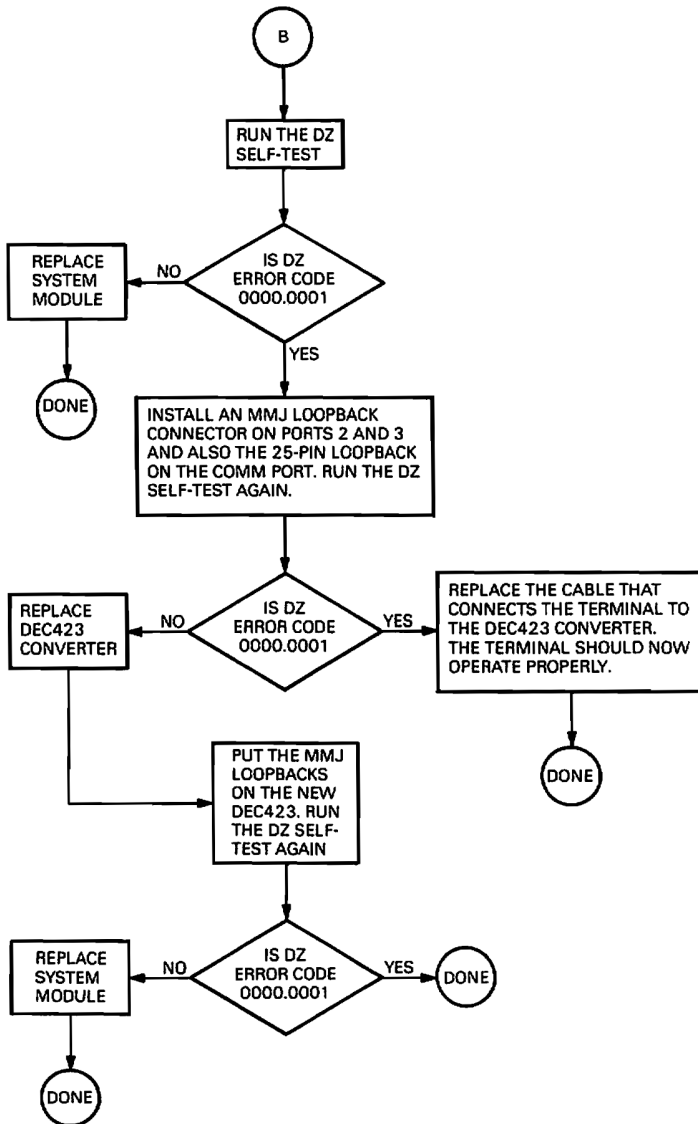 B
RUN THE DZ
SELF-TEST
IS DZ
ERROR CODE
0000.0001
NO
REPLACE
SYSTEM
MODULE
DONE
YES
INSTALL AN MMJ LOOPBACK
CONNECTOR ON PORTS 2 AND 3
AND ALSO THE 25-PIN LOOPBACK
ON THE COMM PORT. RUN THE DZ
SELF-TEST AGAIN.
IS DZ
ERROR CODE
0000.0001
NO
REPLACE
DEC423
CONVERTER
YES
REPLACE THE CABLE THAT
CONNECTS THE TERMINAL TO
THE DEC423 CONVERTER.
THE TERMINAL SHOULD NOW
OPERATE PROPERLY.
DONE
PUT THE MMJ
LOOPBACKS
ON THE NEW
DEC423. RUN
THE DZ SELF-
TEST AGAIN
IS DZ
ERROR CODE
0000.0001
NO
REPLACE
SYSTEM
MODULE
DONE
YES
DONE